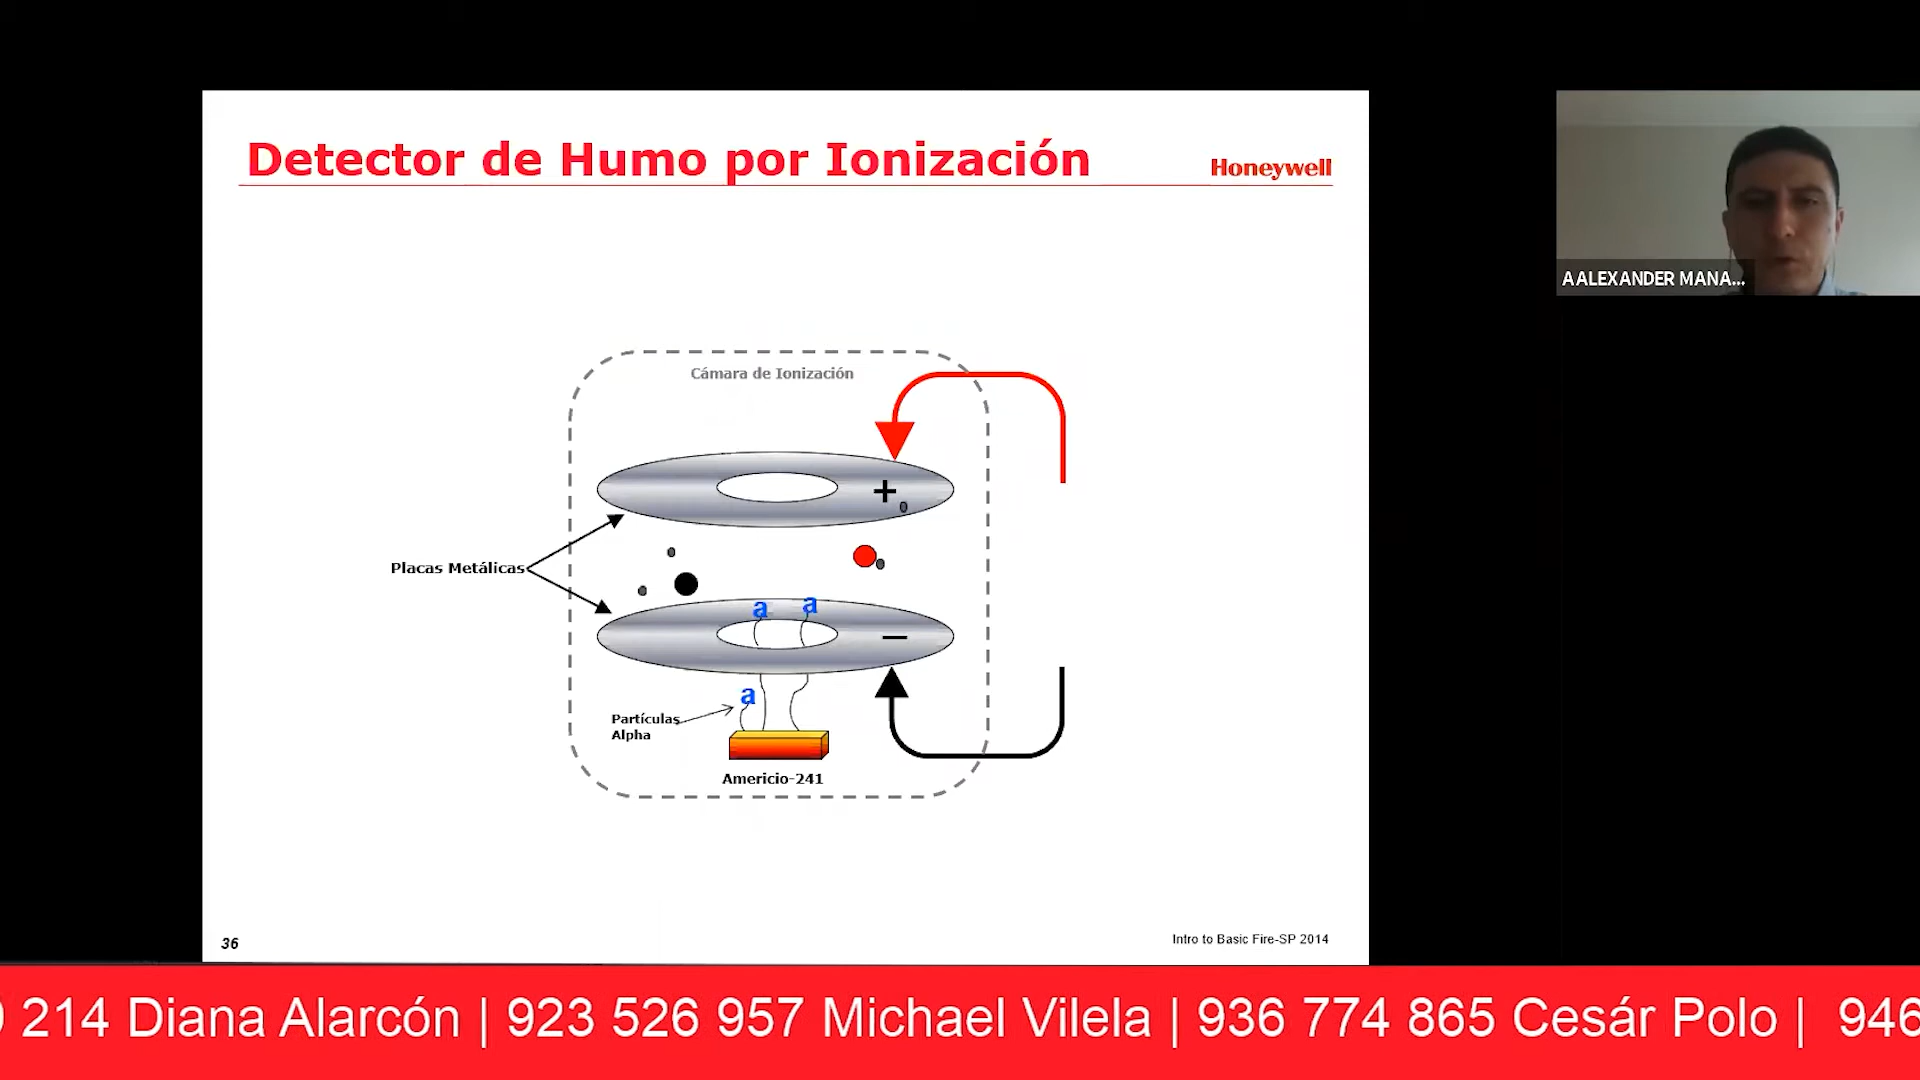 Detector de Humo por Ionización
Honeywell
AALEXANDER MANA...
Cámara de Ionización
+
Placas Metálicas
a a
–
a
Partículas
Alpha
Americio-241
36
Intro to Basic Fire-SP 2014
214 Diana Alarcón | 923 526 957 Michael Vilela | 936 774 865 Cesár Polo | 946